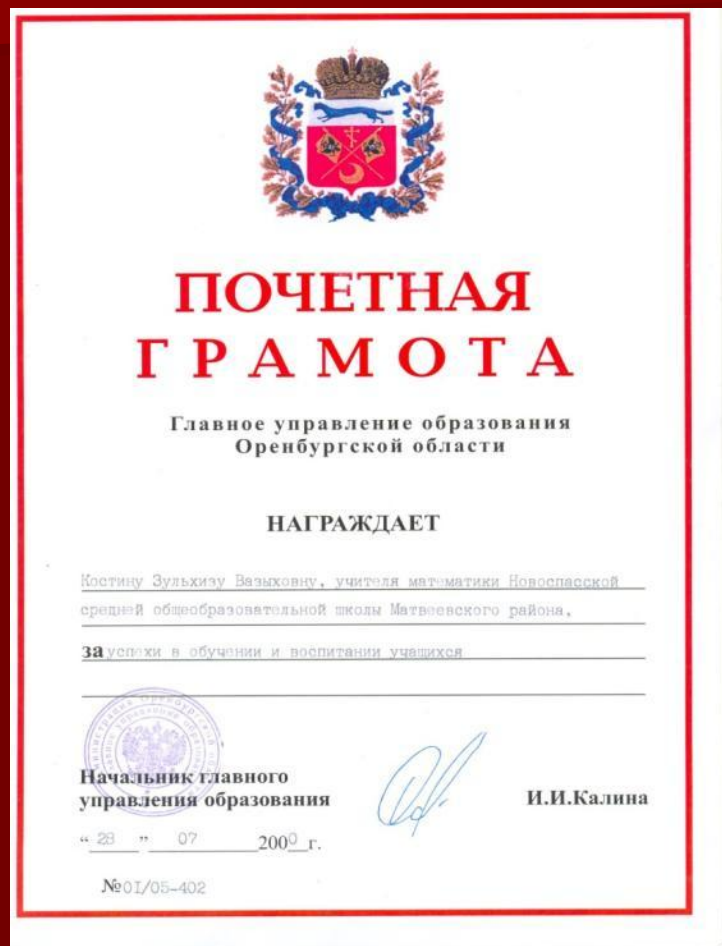 ПОЧЕТНАЯ
ГРАМОТА
Главное управление образования
Оренбургской области
НАГРАЖДАЕТ
Костину Зульхизу Вазыховну, учителя математики Новоспасской
средней общеобразовательной школы Матвеевского района,
за успехи в обучении и воспитании учащихся
Начальник главного
управления образования
И.И.Калина
“ 28 ” 07 2000 г.
№01/05-402